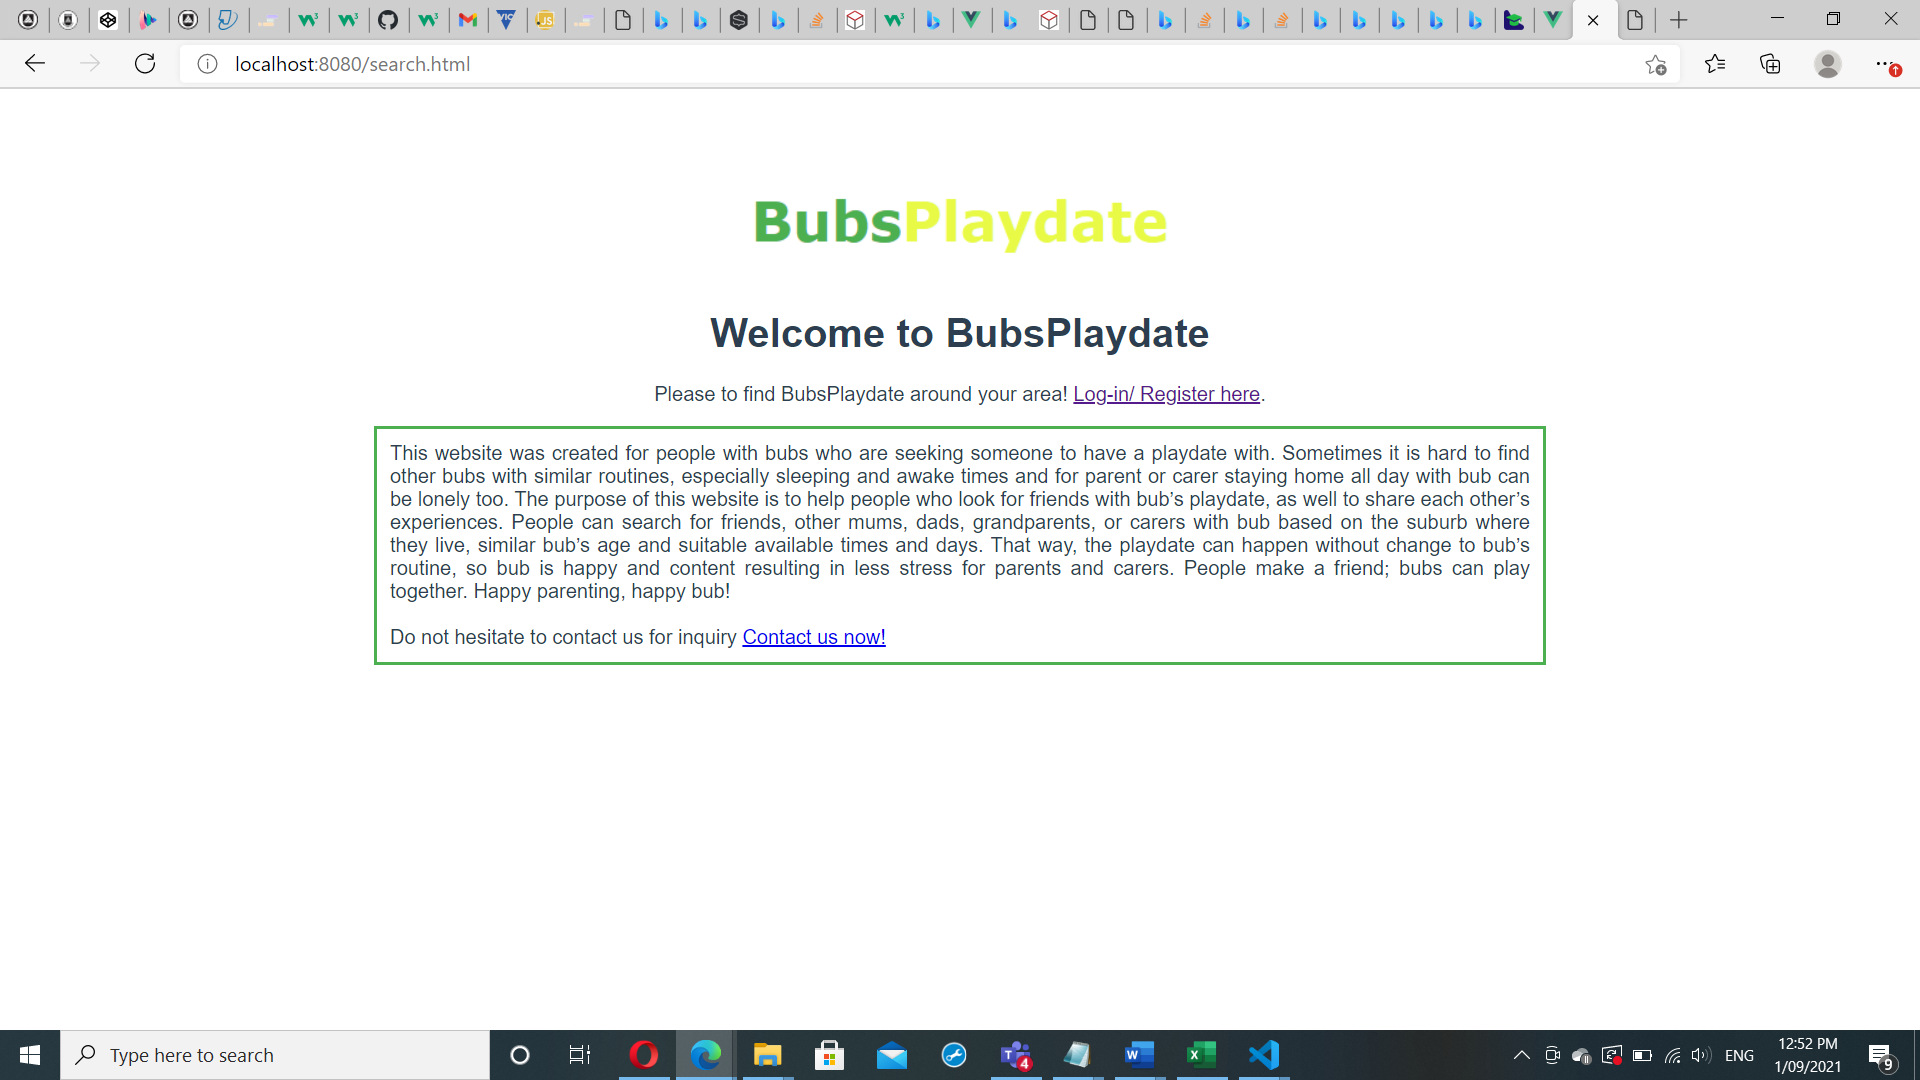 localhost:8080/search.html
BubsPlaydate
Welcome to BubsPlaydate
Please to find BubsPlaydate around your area! Log-in/ Register here.
This website was created for people with bubs who are seeking someone to have a playdate with. Sometimes it is hard to find
other bubs with similar routines, especially sleeping and awake times and for parent or carer staying home all day with bub can
be lonely too. The purpose of this website is to help people who look for friends with bub’s playdate, as well to share each other’s
experiences. People can search for friends, other mums, dads, grandparents, or carers with bub based on the suburb where
they live, similar bub’s age and suitable available times and days. That way, the playdate can happen without change to bub’s
routine, so bub is happy and content resulting in less stress for parents and carers. People make a friend; bubs can play
together. Happy parenting, happy bub!
Do not hesitate to contact us for inquiry Contact us now!
Type here to search
4
ENG
12:52 PM
1/09/2021
9